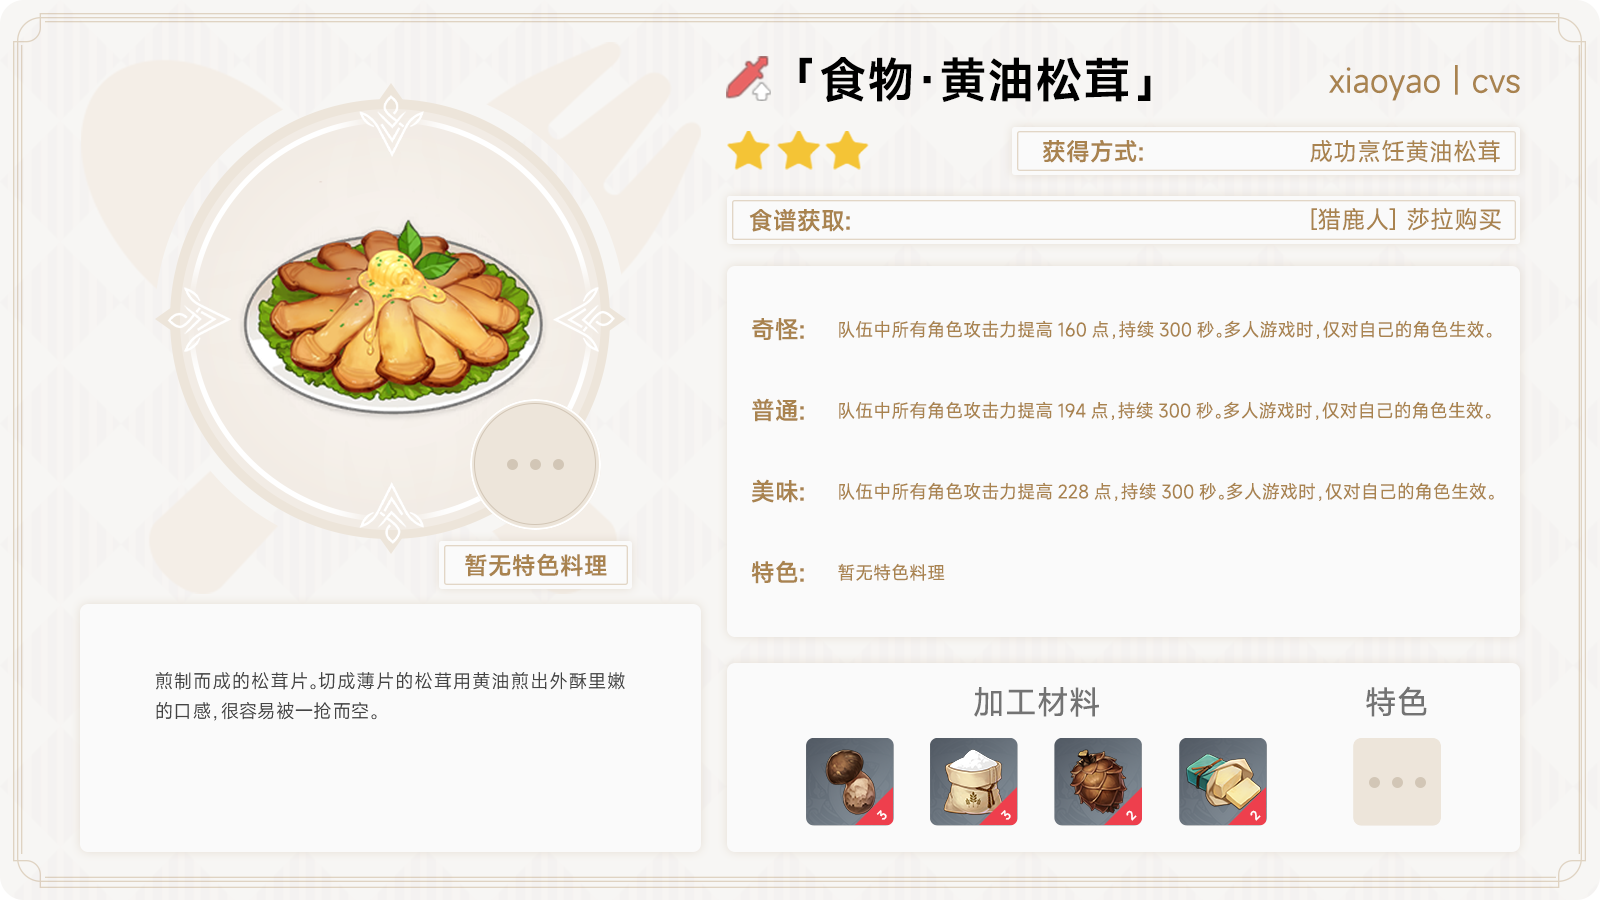 「食物·黄油松茸」
xiaoyao | cvs
获得方式: 成功烹饪黄油松茸
食谱获取: [猎鹿人] 莎拉购买
奇怪: 队伍中所有角色攻击力提高 160 点,持续 300 秒。多人游戏时,仅对自己的角色生效。
普通: 队伍中所有角色攻击力提高 194 点,持续 300 秒。多人游戏时,仅对自己的角色生效。
美味: 队伍中所有角色攻击力提高 228 点,持续 300 秒。多人游戏时,仅对自己的角色生效。
特色: 暂无特色料理
暂无特色料理
煎制而成的松茸片。切成薄片的松茸用黄油煎出外酥里嫩
的口感,很容易被一抢而空。
加工材料
特色
3
3
2
2